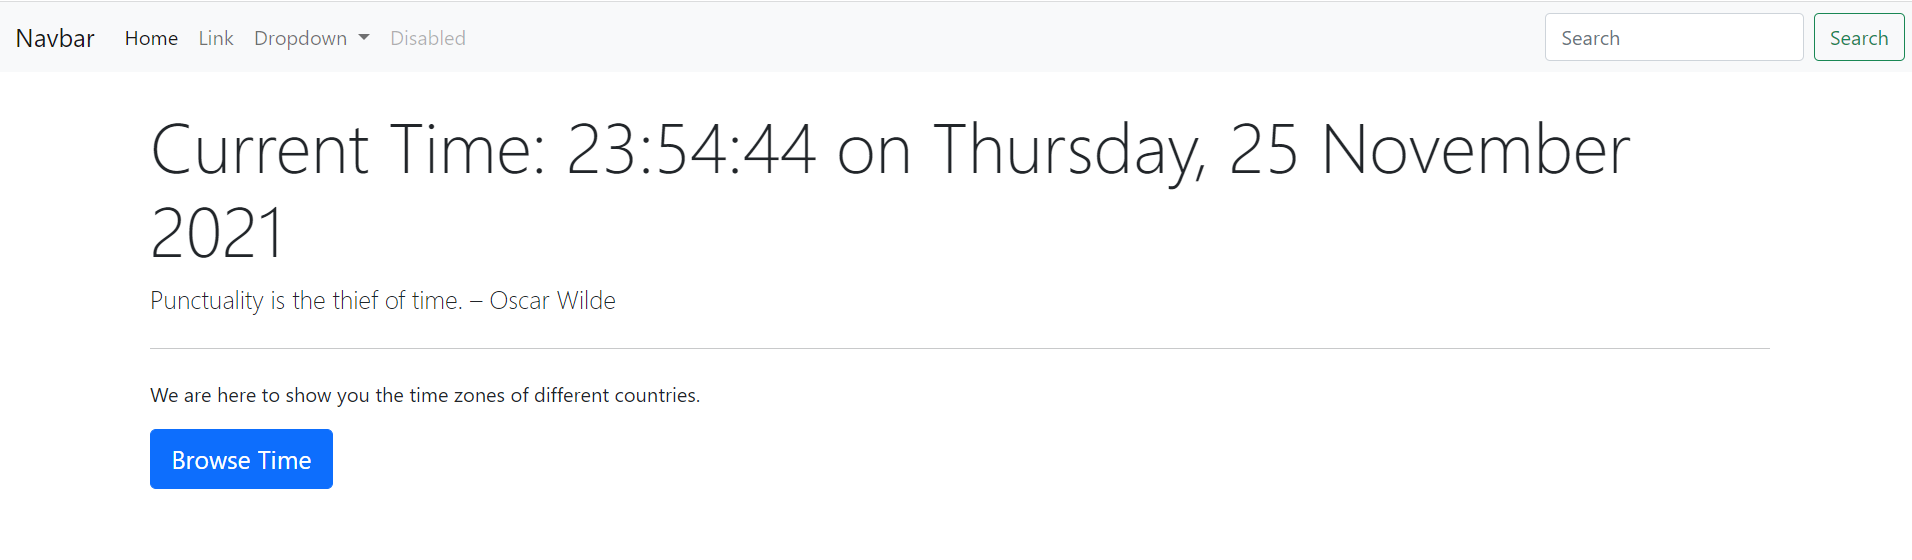 Navbar Home Link Dropdown Disabled Search Search
Current Time: 23:54:44 on Thursday, 25 November
2021
Punctuality is the thief of time. – Oscar Wilde
We are here to show you the time zones of different countries.
Browse Time